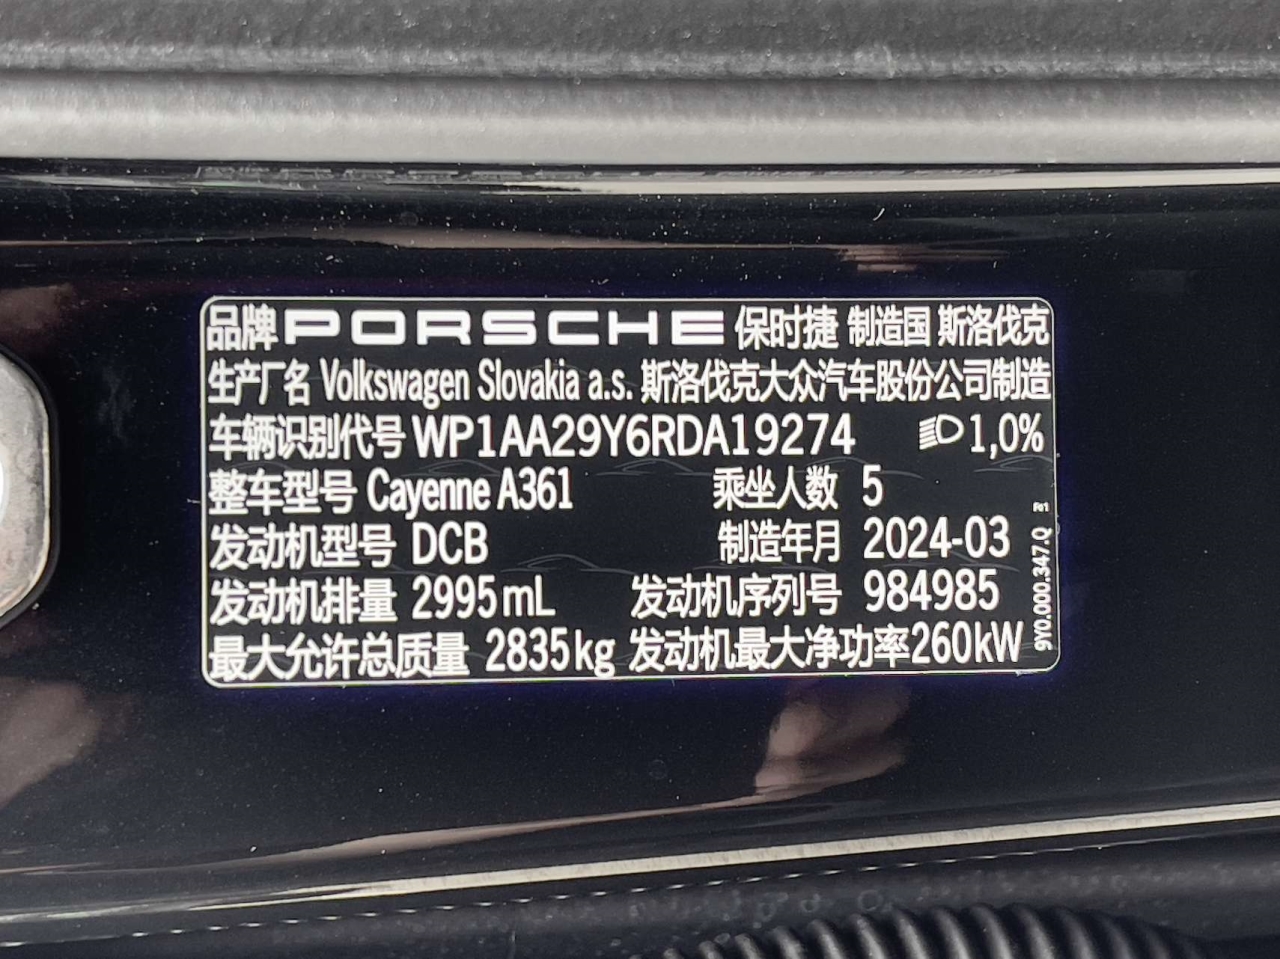 品牌 PORSCHE 保时捷 制造国 斯洛伐克
生产厂名 Volkswagen Slovakia a.s. 斯洛伐克大众汽车股份公司制造
车辆识别代号 WP1AA29Y6RDA19274 1,0%
整车型号 Cayenne A361 乘坐人数 5
发动机型号 DCB 制造年月 2024-03
发动机排量 2995mL 发动机序列号 984985
最大允许总质量 2835kg 发动机最大净功率260kW
9Y0.000.347.Q